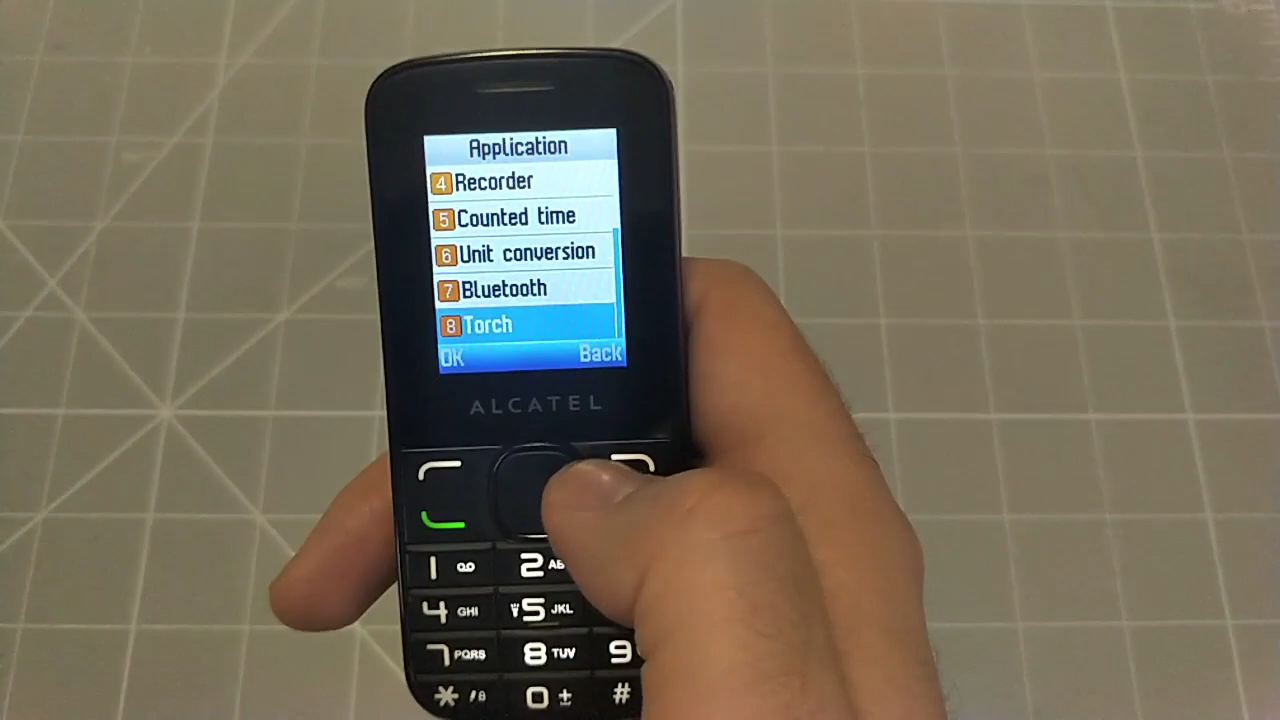 Application
4 Recorder
5 Counted time
6 Unit conversion
7 Bluetooth
8 Torch
OK Back
ALCATEL
1 2
4 GHI 5 JKL
7 PQRS 8 TUV 9
* 0 ± #